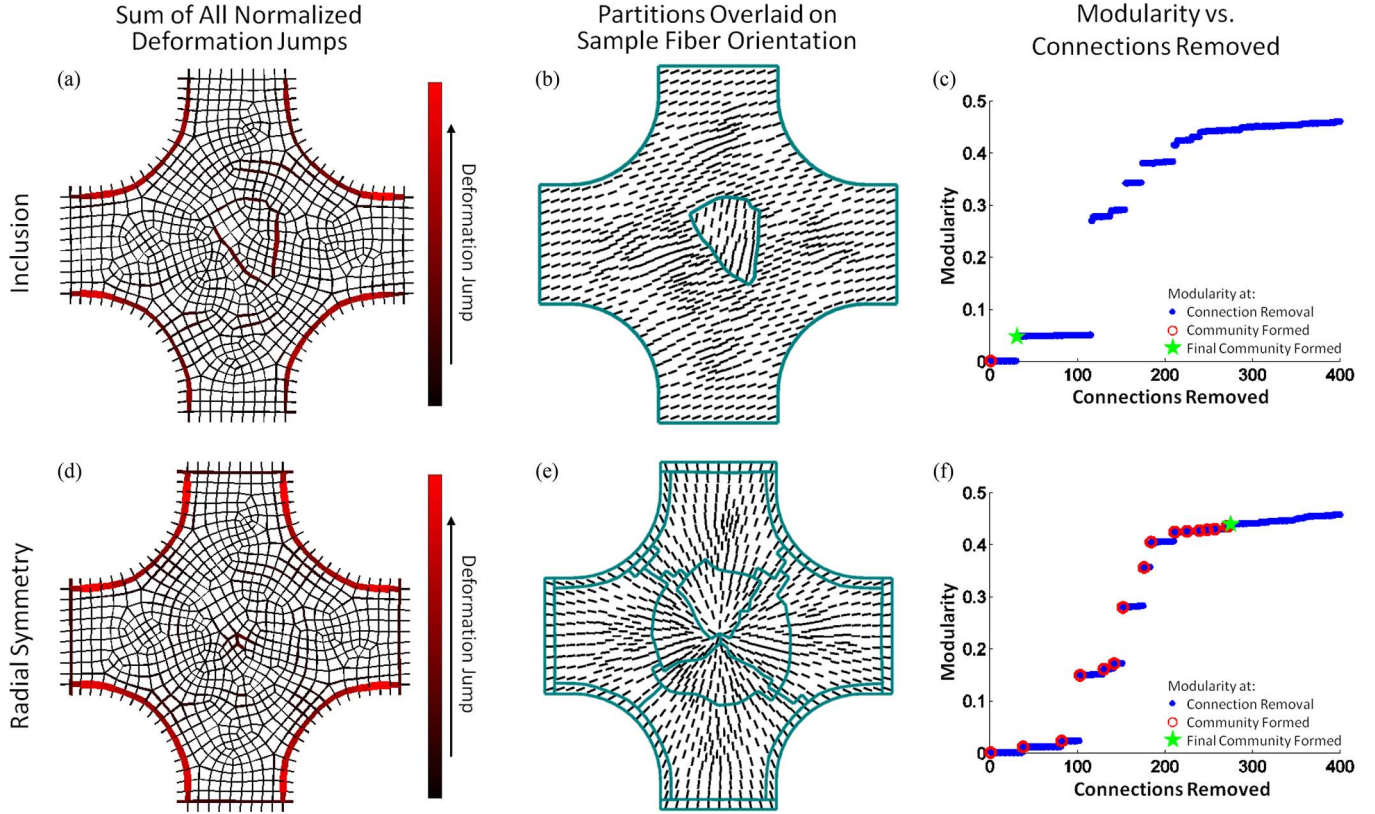 Sum of All Normalized
Deformation Jumps
Partitions Overlaid on
Sample Fiber Orientation
Modularity vs.
Connections Removed
Inclusion
(a)
Deformation Jump
(b)
(c)
Modularity
0.5
0.4
0.3
0.2
0.1
0
Modularity at:
Connection Removal
Community Formed
Final Community Formed
0 100 200 300 400
Connections Removed
Radial Symmetry
(d)
Deformation Jump
(e)
(f)
Modularity
0.5
0.4
0.3
0.2
0.1
0
Modularity at:
Connection Removal
Community Formed
Final Community Formed
0 100 200 300 400
Connections Removed